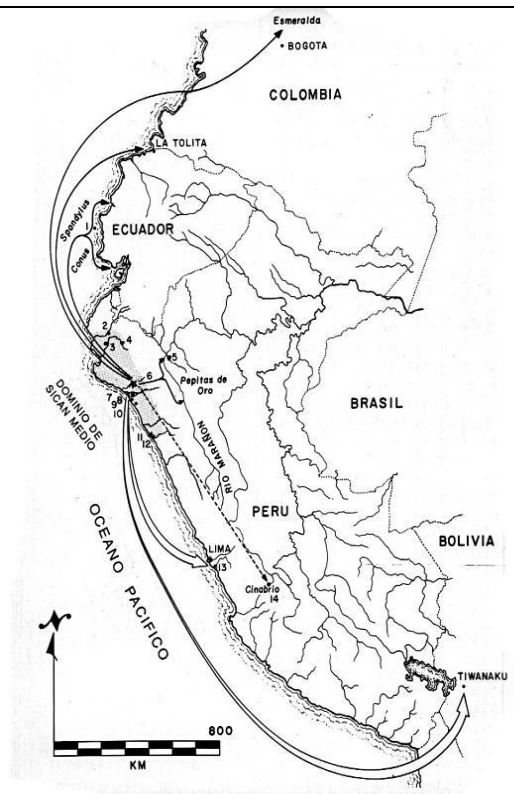 Esmeralda
BOGOTA
COLOMBIA
LA TOLITA
Spondylus
1
Conus
ECUADOR
2
3
4
5
6
Pepitas de
Oro
7
9 8
10
DOMINIO DE
SICAN MEDIO
BRASIL
RIO MARAÑON
11
12
OCEANO PACIFICO
PERU
BOLIVIA
LIMA
13
Cinabrio
14
N
TIWANAKU
800
KM